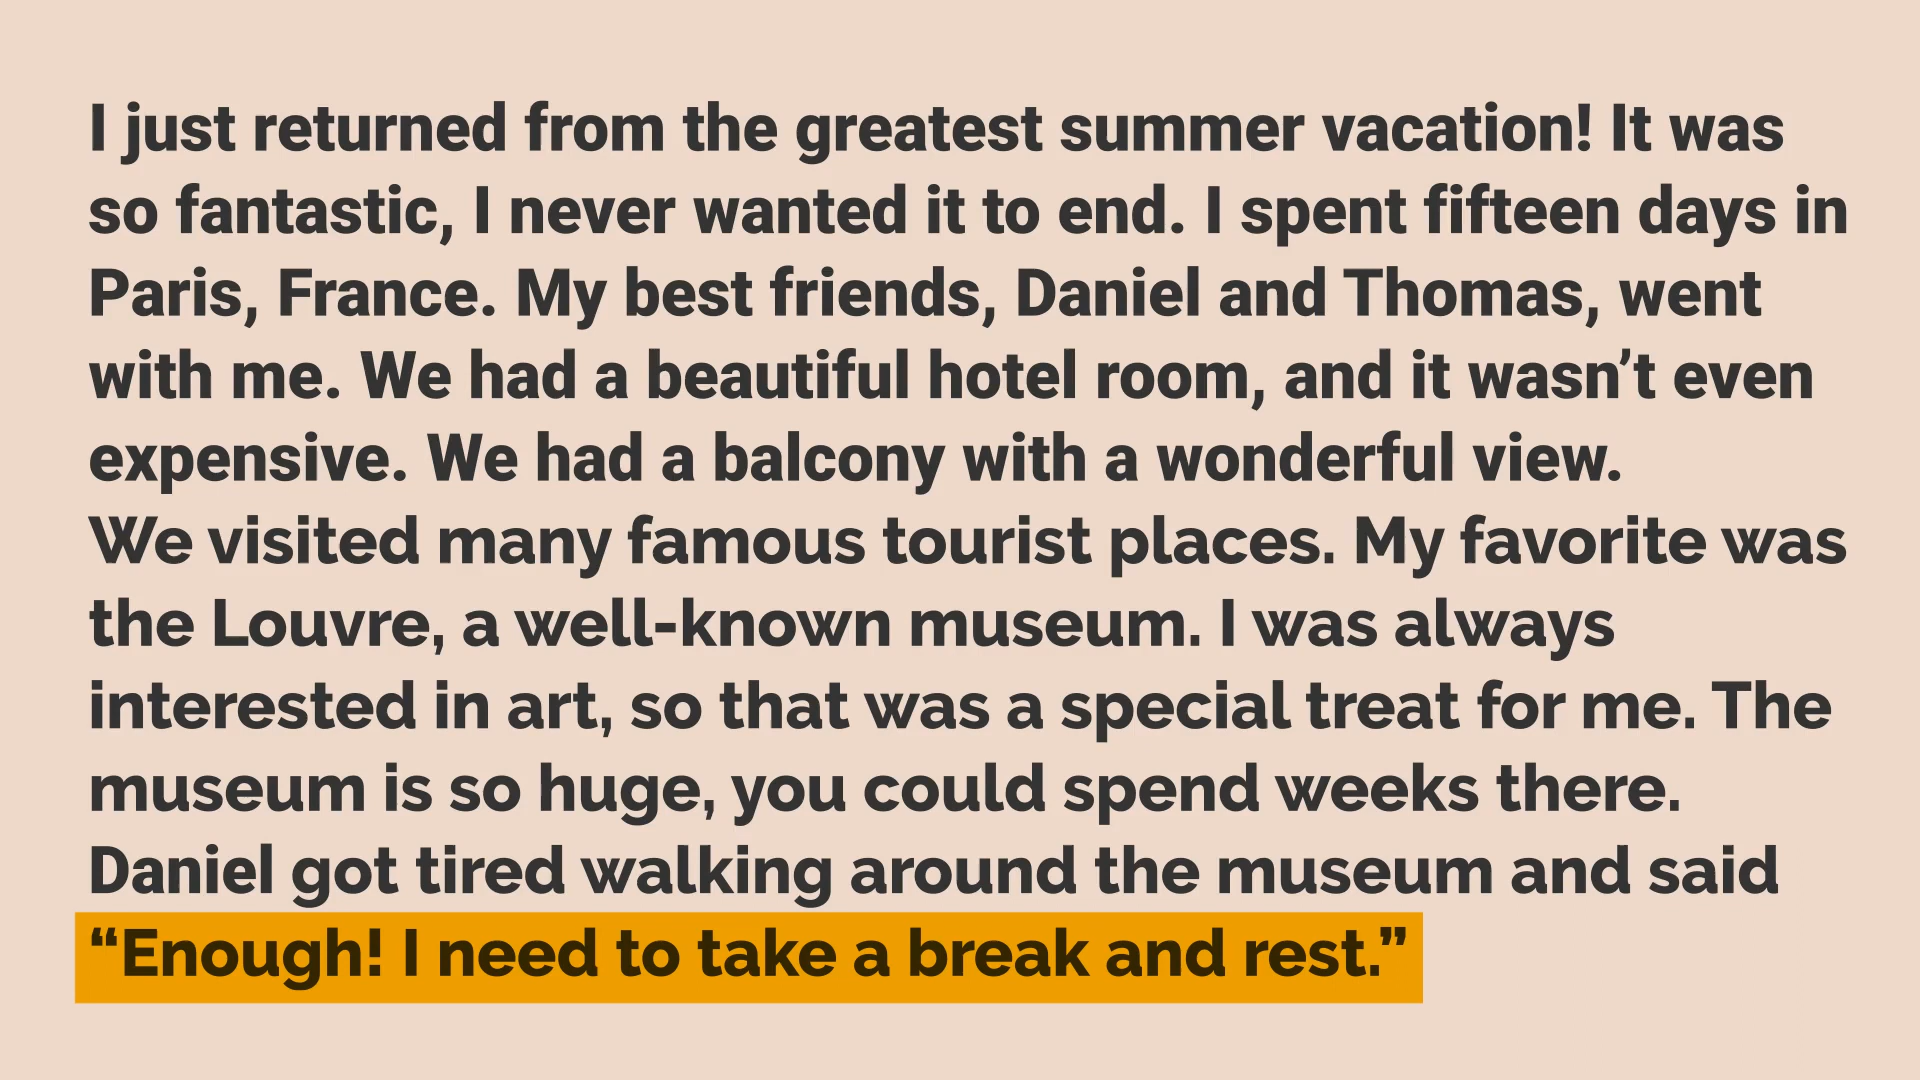 I just returned from the greatest summer vacation! It was
so fantastic, I never wanted it to end. I spent fifteen days in
Paris, France. My best friends, Daniel and Thomas, went
with me. We had a beautiful hotel room, and it wasn’t even
expensive. We had a balcony with a wonderful view.
We visited many famous tourist places. My favorite was
the Louvre, a well-known museum. I was always
interested in art, so that was a special treat for me. The
museum is so huge, you could spend weeks there.
Daniel got tired walking around the museum and said
“Enough! I need to take a break and rest.”